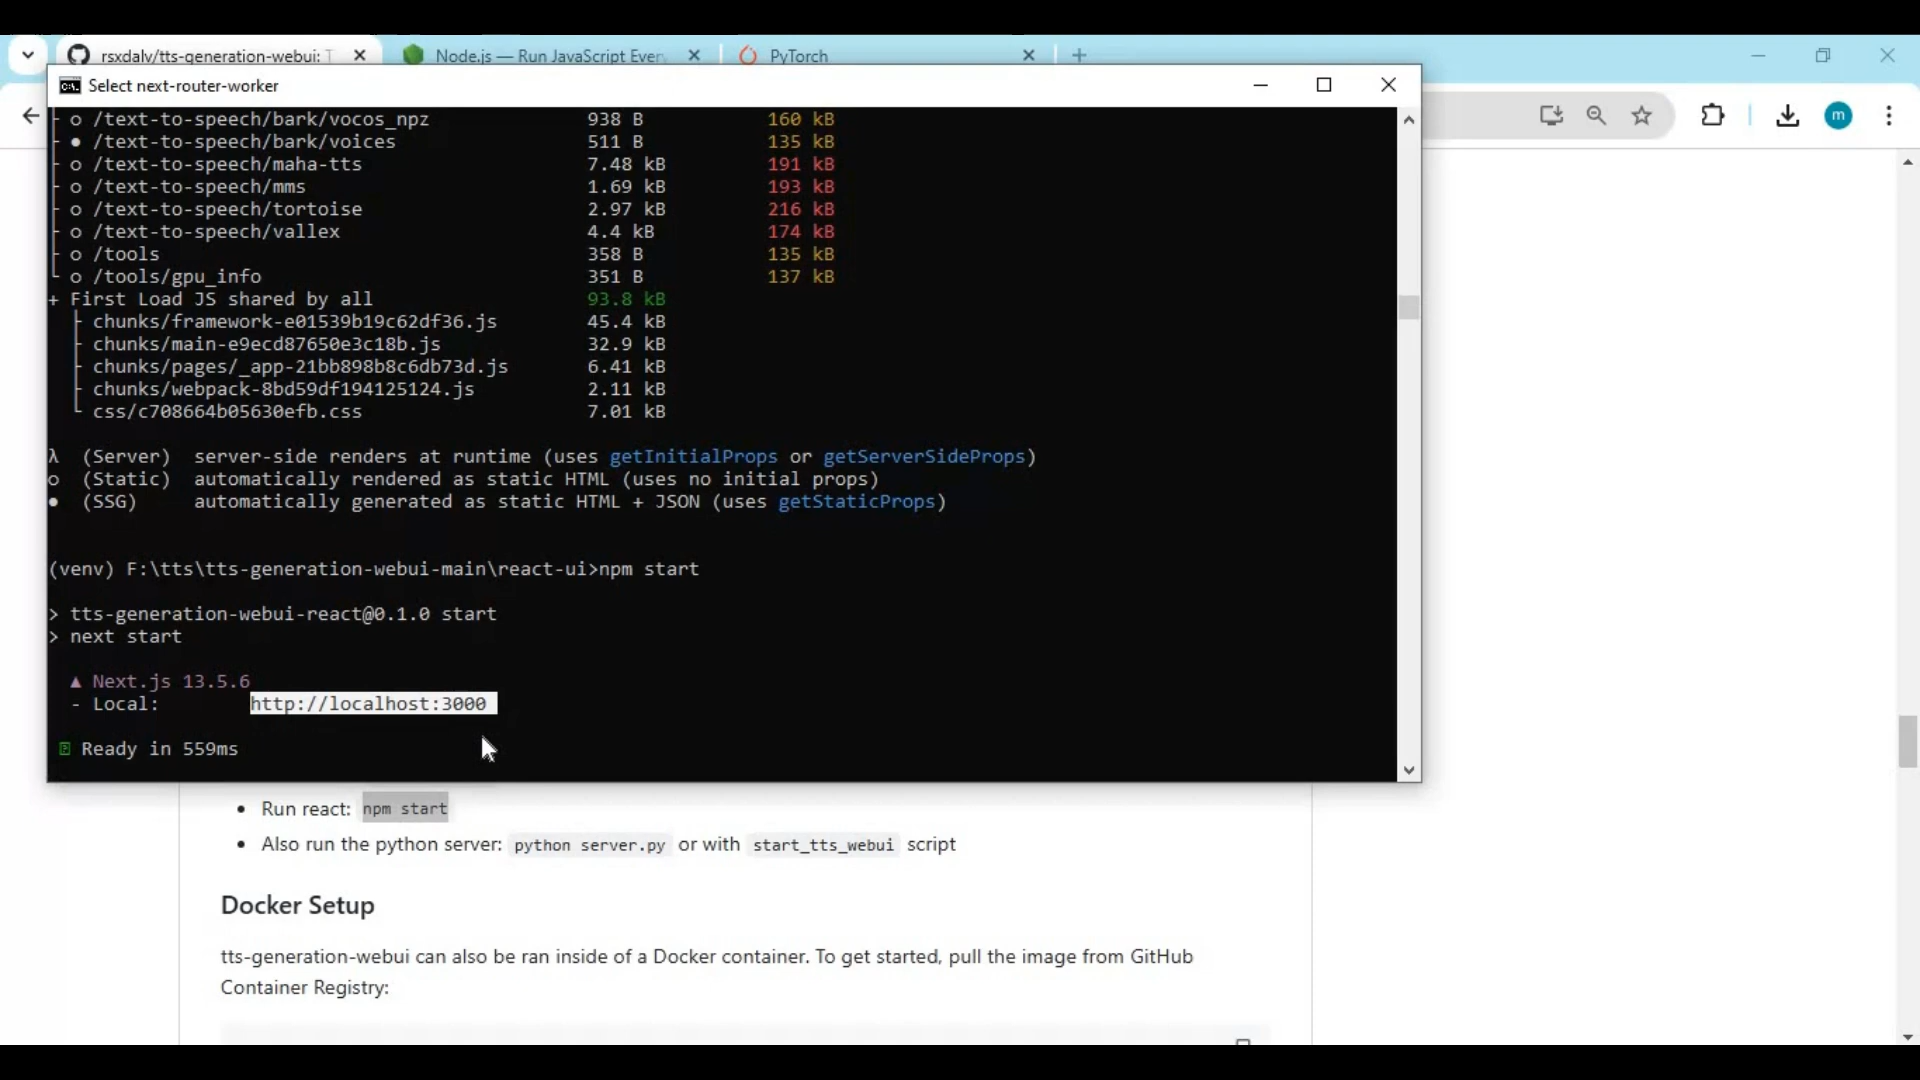 rsxdalv/tts-generation-webui: T
Node.js — Run JavaScript Ever
PyTorch
Select next-router-worker
m
├ ○ /text-to-speech/bark/vocos_npz 938 B 160 kB
├ ● /text-to-speech/bark/voices 511 B 135 kB
├ ○ /text-to-speech/maha-tts 7.48 kB 191 kB
├ ○ /text-to-speech/mms 1.69 kB 193 kB
├ ○ /text-to-speech/tortoise 2.97 kB 216 kB
├ ○ /text-to-speech/vallex 4.4 kB 174 kB
├ ○ /tools 358 B 135 kB
└ ○ /tools/gpu_info 351 B 137 kB
+ First Load JS shared by all 93.8 kB
├ chunks/framework-e01539b19c62df36.js 45.4 kB
├ chunks/main-e9ecd87650e3c18b.js 32.9 kB
├ chunks/pages/_app-21bb898b8c6db73d.js 6.41 kB
├ chunks/webpack-8bd59df194125124.js 2.11 kB
└ css/c708664b05630efb.css 7.01 kB
λ (Server) server-side renders at runtime (uses getInitialProps or getServerSideProps)
○ (Static) automatically rendered as static HTML (uses no initial props)
● (SSG) automatically generated as static HTML + JSON (uses getStaticProps)
(venv) F:\tts\tts-generation-webui-main\react-ui>npm start
> tts-generation-webui-react@0.1.0 start
> next start
▲ Next.js 13.5.6
- Local: http://localhost:3000
Ready in 559ms
• Run react: npm start
• Also run the python server: python server.py or with start_tts_webui script
Docker Setup
tts-generation-webui can also be ran inside of a Docker container. To get started, pull the image from GitHub
Container Registry: